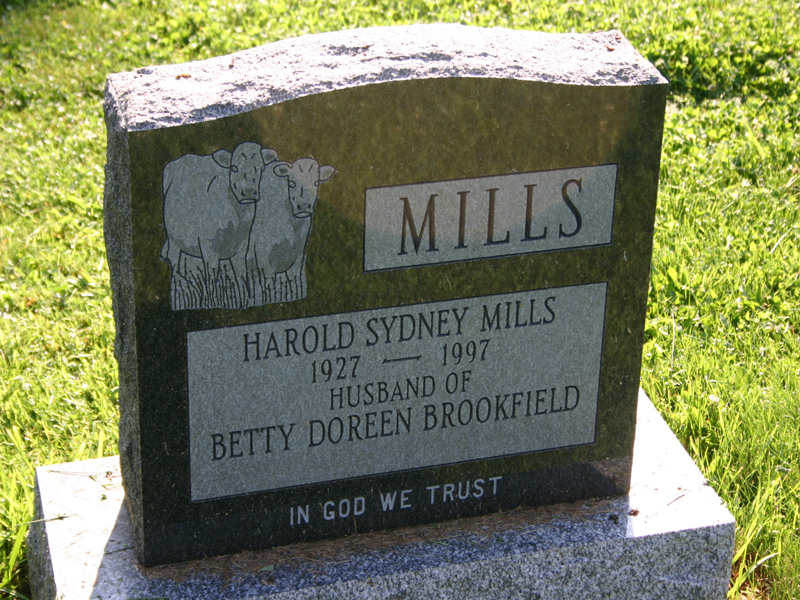 MILLS
HAROLD SYDNEY MILLS
1927 — 1997
HUSBAND OF
BETTY DOREEN BROOKFIELD
IN GOD WE TRUST